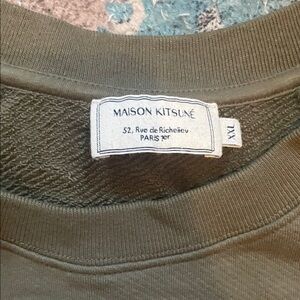 MAISON KITSUNÉ
52, Rue de Richelieu
PARIS 1er
XXL